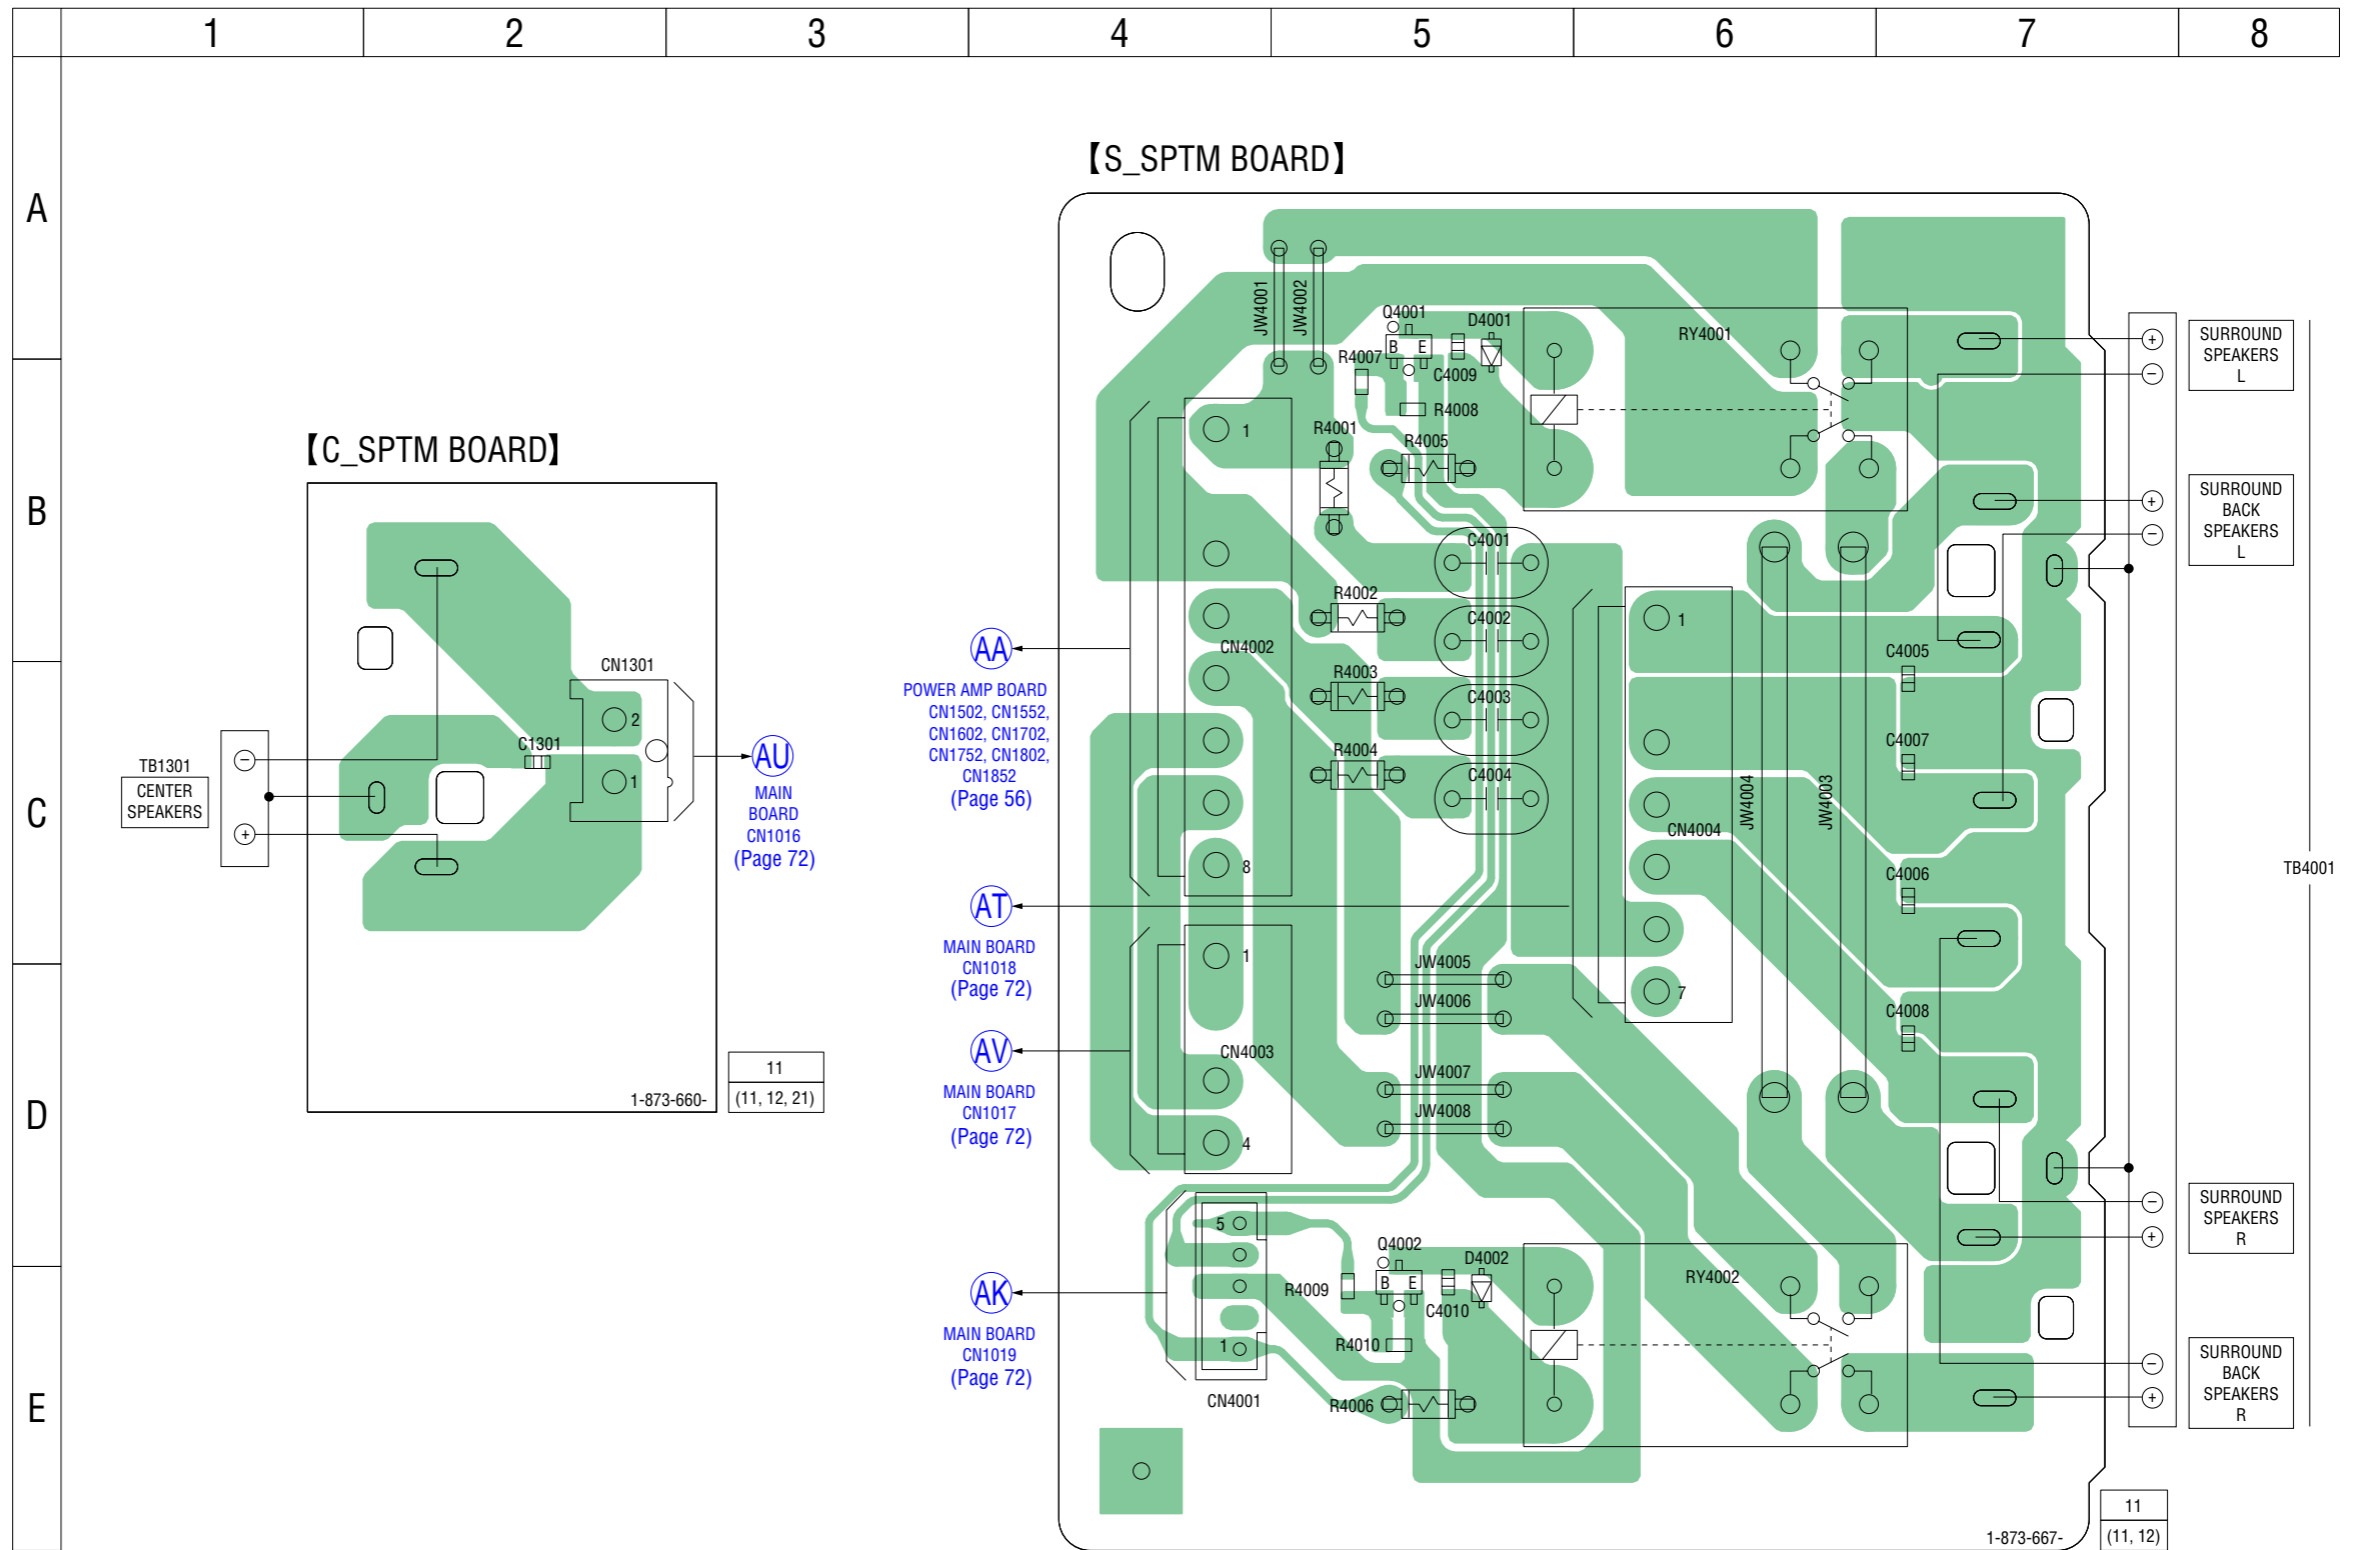 1 2 3 4 5 6 7 8
A
B
C
D
E
【C_SPTM BOARD】
CN1301
2
1
C1301
TB1301
CENTER
SPEAKERS
−
+
AU
MAIN
BOARD
CN1016
(Page 72)
1-873-660-
11
(11, 12, 21)
【S_SPTM BOARD】
JW4001
JW4002
Q4001
B E
D4001
R4007
C4009
R4008
RY4001
R4001
R4005
1
CN4002
8
C4001
R4002
C4002
R4003
C4003
R4004
C4004
AA
POWER AMP BOARD
CN1502, CN1552,
CN1602, CN1702,
CN1752, CN1802,
CN1852
(Page 56)
AT
MAIN BOARD
CN1018
(Page 72)
AV
MAIN BOARD
CN1017
(Page 72)
AK
MAIN BOARD
CN1019
(Page 72)
1
CN4004
7
JW4004
JW4003
C4005
C4007
C4006
C4008
1
CN4003
4
JW4005
JW4006
JW4007
JW4008
5
1
CN4001
Q4002
B E
D4002
R4009
C4010
R4010
R4006
RY4002
+
−
SURROUND
SPEAKERS
L
+
−
SURROUND
BACK
SPEAKERS
L
TB4001
−
+
SURROUND
SPEAKERS
R
−
+
SURROUND
BACK
SPEAKERS
R
1-873-667-
11
(11, 12)